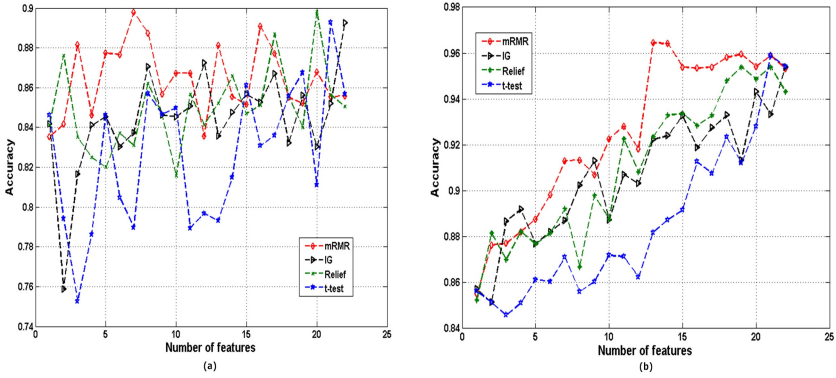 0.9
0.88
0.86
0.84
0.82
0.8
0.78
0.76
0.74
0 5 10 15 20 25
Accuracy
Number of features
mRMR
IG
Relief
t-test
(a)
0.98
0.96
0.94
0.92
0.9
0.88
0.86
0.84
0 5 10 15 20 25
Accuracy
Number of features
mRMR
IG
Relief
t-test
(b)